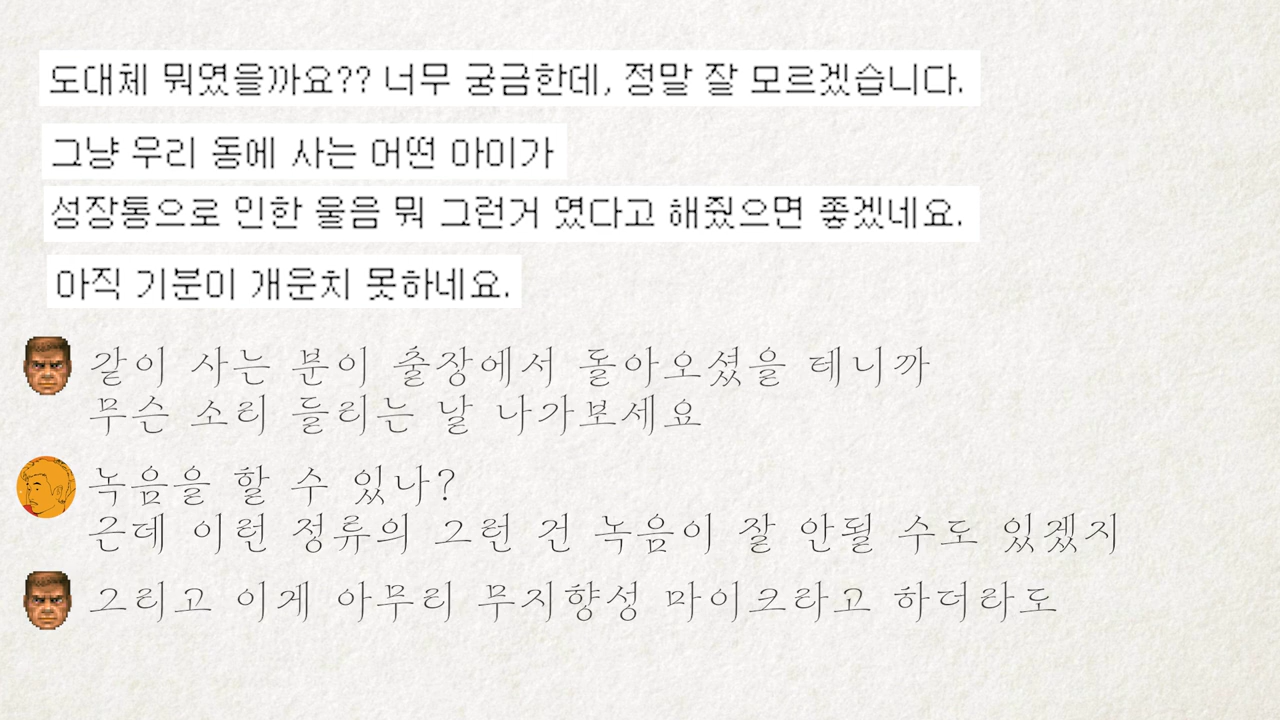 도대체 뭐였을까요?? 너무 궁금한데, 정말 잘 모르겠습니다.
그냥 우리 동에 사는 어떤 아이가
성장통으로 인한 울음 뭐 그런거 였다고 해줬으면 좋겠네요.
아직 기분이 개운치 못하네요.
같이 사는 분이 출장에서 돌아오셨을 테니까
무슨 소리 들리는 날 나가보세요
녹음을 할 수 있나?
근데 이런 정류의 그런 건 녹음이 잘 안될 수도 있겠지
그리고 이게 아무리 무지향성 마이크라고 하더라도